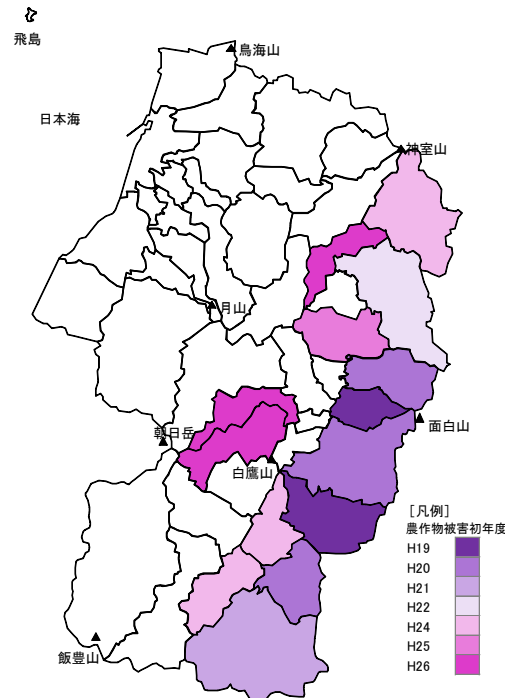 飛島
鳥海山
日本海
神室山
月山
面白山
朝日岳
白鷹山
［凡例］
農作物被害初年度
H19
H20
H21
H22
H24
H25
H26
飯豊山